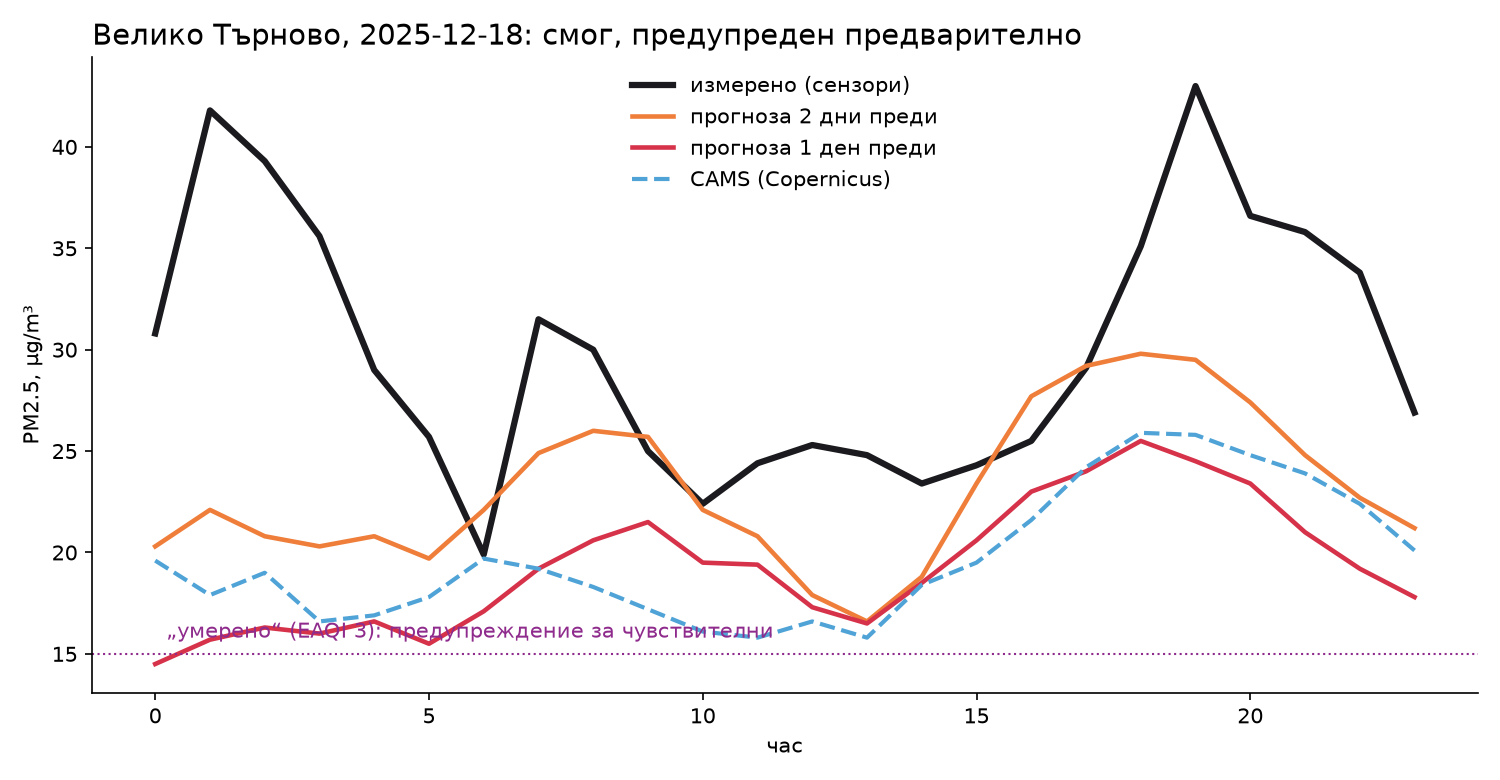 Велико Търново, 2025-12-18: смог, предупреден предварително
измерено (сензори)
прогноза 2 дни преди
прогноза 1 ден преди
CAMS (Copernicus)
PM2.5, µg/m³
40
35
30
25
20
15
„умерено“ (EAQI 3): предупреждение за чувствителни
0
5
10
15
20
час